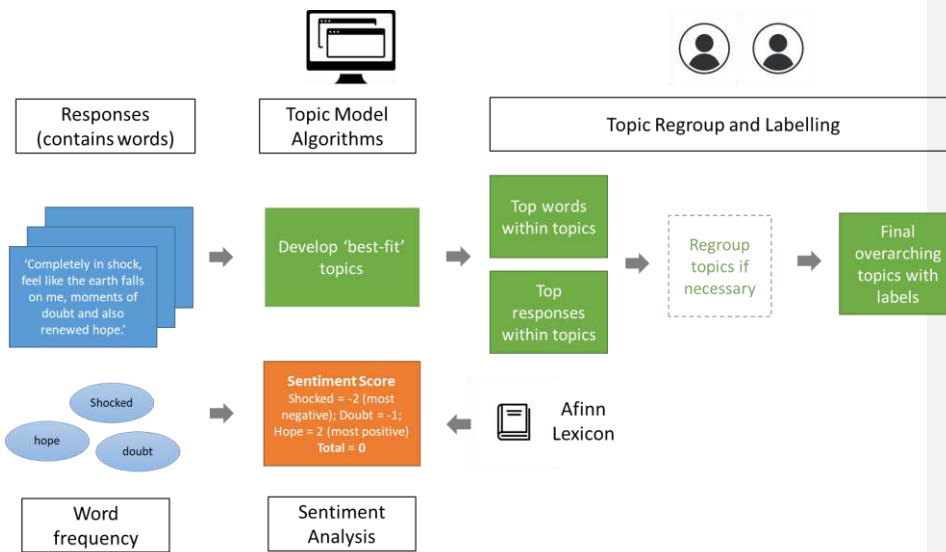 Responses
(contains words)
Topic Model
Algorithms
Topic Regroup and Labelling
'Completely in shock,
feel like the earth falls
on me, moments of
doubt and also
renewed hope.'
Develop 'best-fit'
topics
Top words
within topics
Top
responses
within topics
Regroup
topics if
necessary
Final
overarching
topics with
labels
Shocked
hope
doubt
Sentiment Score
Shocked = -2 (most
negative); Doubt = -1;
Hope = 2 (most positive)
Total = 0
Afinn
Lexicon
Word
frequency
Sentiment
Analysis